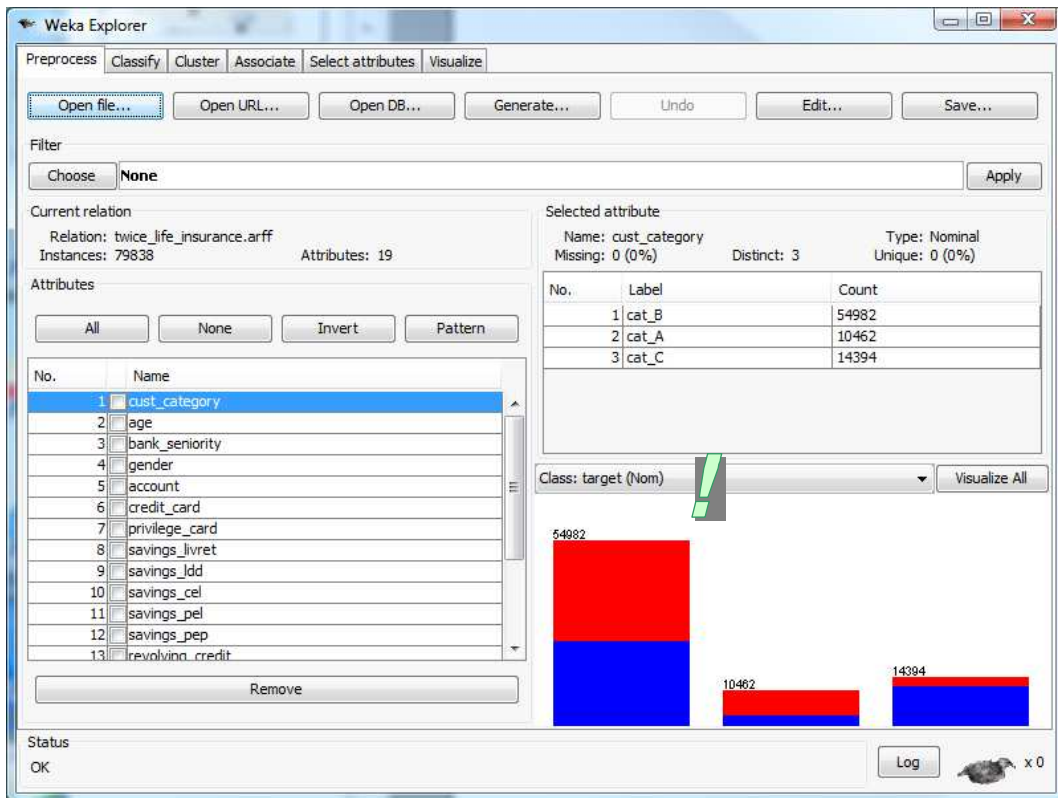 Weka Explorer
Preprocess Classify Cluster Associate Select attributes Visualize
Open file... Open URL... Open DB... Generate... Undo Edit... Save...
Filter
Choose None Apply
Current relation
Relation: twice_life_insurance.arff
Instances: 79838 Attributes: 19
Attributes
All None Invert Pattern
No. Name
1 cust_category
2 age
3 bank_seniority
4 gender
5 account
6 credit_card
7 privilege_card
8 savings_livret
9 savings_ldd
10 savings_cel
11 savings_pel
12 savings_pep
13 revolving_credit
Remove
Selected attribute
Name: cust_category Type: Nominal
Missing: 0 (0%) Distinct: 3 Unique: 0 (0%)
No. Label Count
1 cat_B 54982
2 cat_A 10462
3 cat_C 14394
Class: target (Nom) ! Visualize All
54982
10462
14394
Status
OK
Log x 0